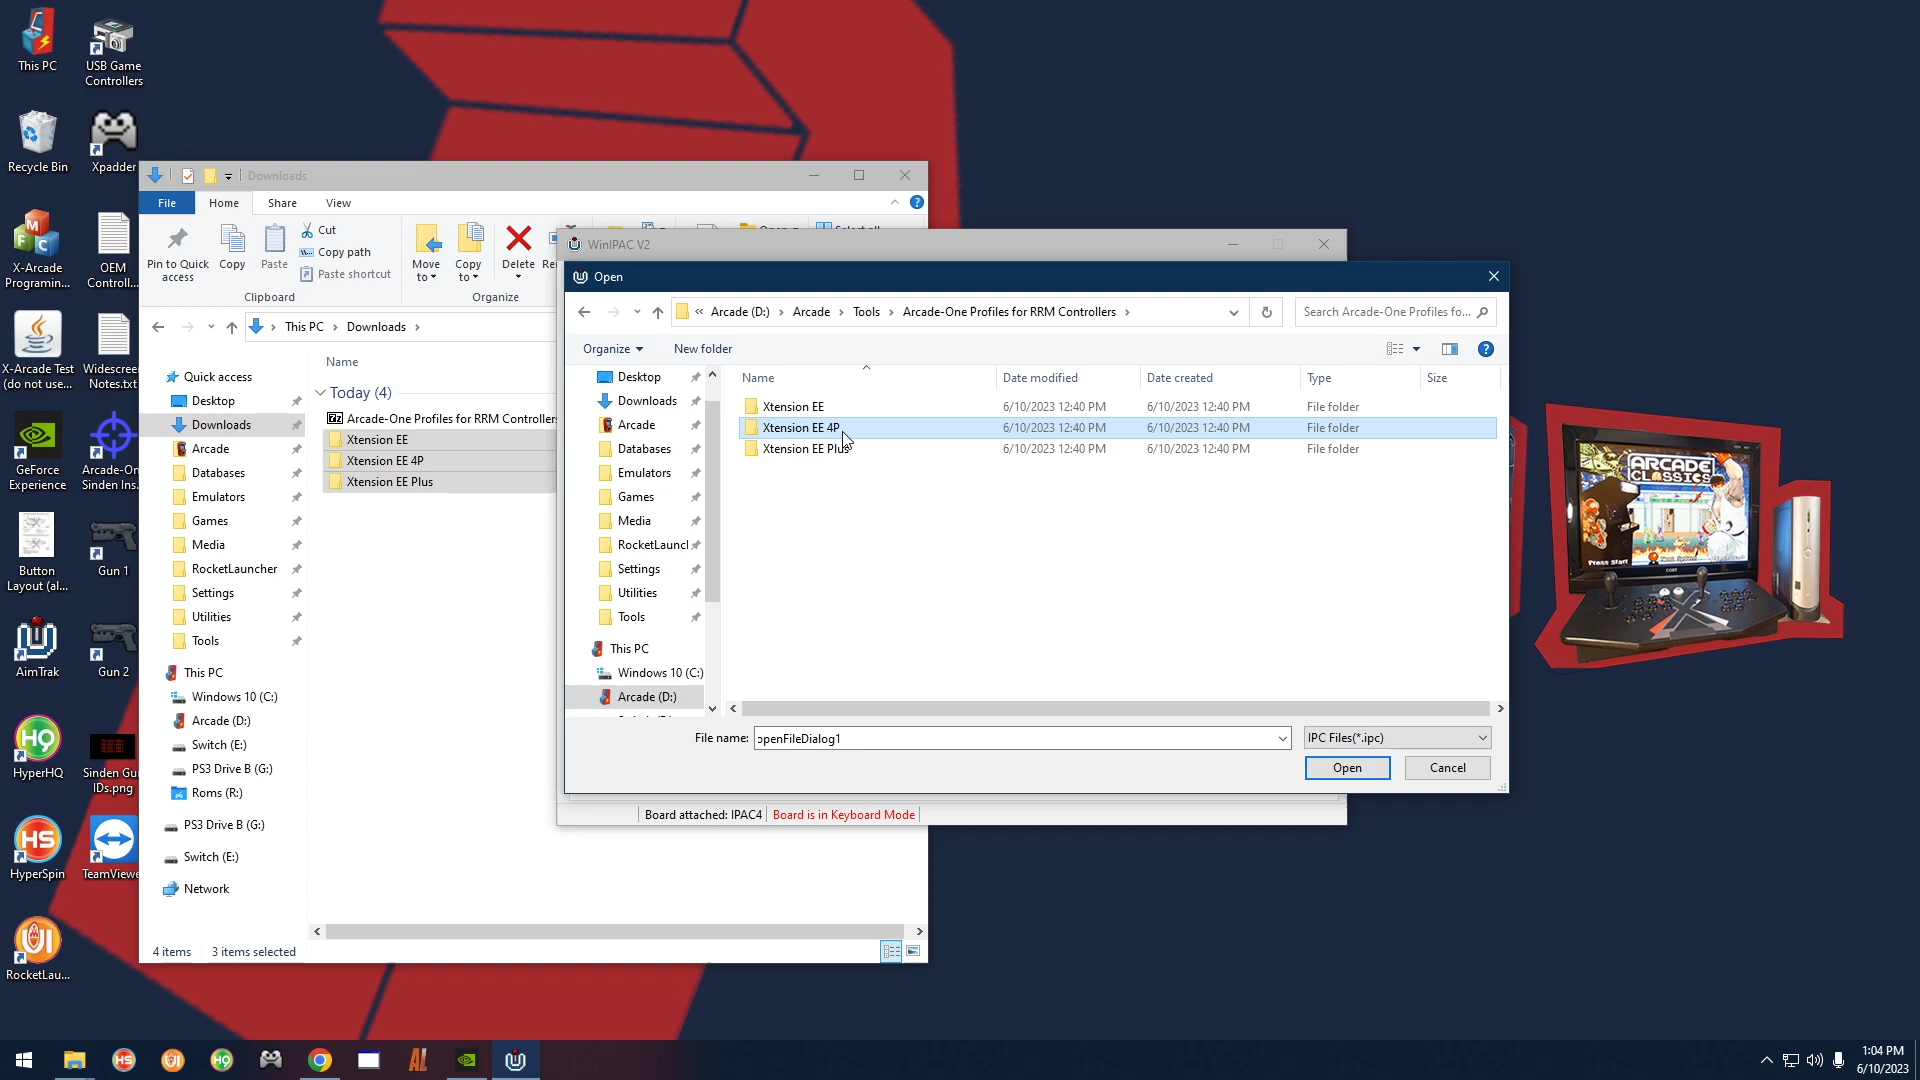 This PC
USB Game
Controllers
Recycle Bin
Xpadder
X-Arcade
Programin...
OEM
Controll...
X-Arcade Test
(do not use...
Widescreen
Notes.txt
GeForce
Experience
Arcade-On
Sinden Ins.
Button
Layout (al...
Gun 1
AimTrak
Gun 2
HyperHQ
Sinden Gu
IDs.png
HyperSpin
TeamViewe
RocketLau...
Downloads
File
Home
Share
View
Pin to Quick
access
Copy
Paste
Cut
Copy path
Paste shortcut
Clipboard
Move
to
Copy
to
Delete
Organize
This PC
Downloads
Name
Today (4)
Arcade-One Profiles for RRM Controllers
Xtension EE
Xtension EE 4P
Xtension EE Plus
Quick access
Desktop
Downloads
Arcade
Databases
Emulators
Games
Media
RocketLauncher
Settings
Utilities
Tools
This PC
Windows 10 (C:)
Arcade (D:)
Switch (E:)
PS3 Drive B (G:)
Roms (R:)
PS3 Drive B (G:)
Switch (E:)
Network
4 items
3 items selected
WinIPAC V2
Open
« Arcade (D:) › Arcade › Tools › Arcade-One Profiles for RRM Controllers ›
Search Arcade-One Profiles fo...
Organize
New folder
Name
Date modified
Date created
Type
Size
Xtension EE 6/10/2023 12:40 PM 6/10/2023 12:40 PM File folder
Xtension EE 4P 6/10/2023 12:40 PM 6/10/2023 12:40 PM File folder
Xtension EE Plus 6/10/2023 12:40 PM 6/10/2023 12:40 PM File folder
Desktop
Downloads
Arcade
Databases
Emulators
Games
Media
RocketLaunch
Settings
Utilities
Tools
This PC
Windows 10 (C:)
Arcade (D:)
File name:
openFileDialog1
IPC Files(*.ipc)
Open
Cancel
Board attached: IPAC4
Board is in Keyboard Mode
ARCADE
CLASSICS
Press Start
COBY
1:04 PM
6/10/2023